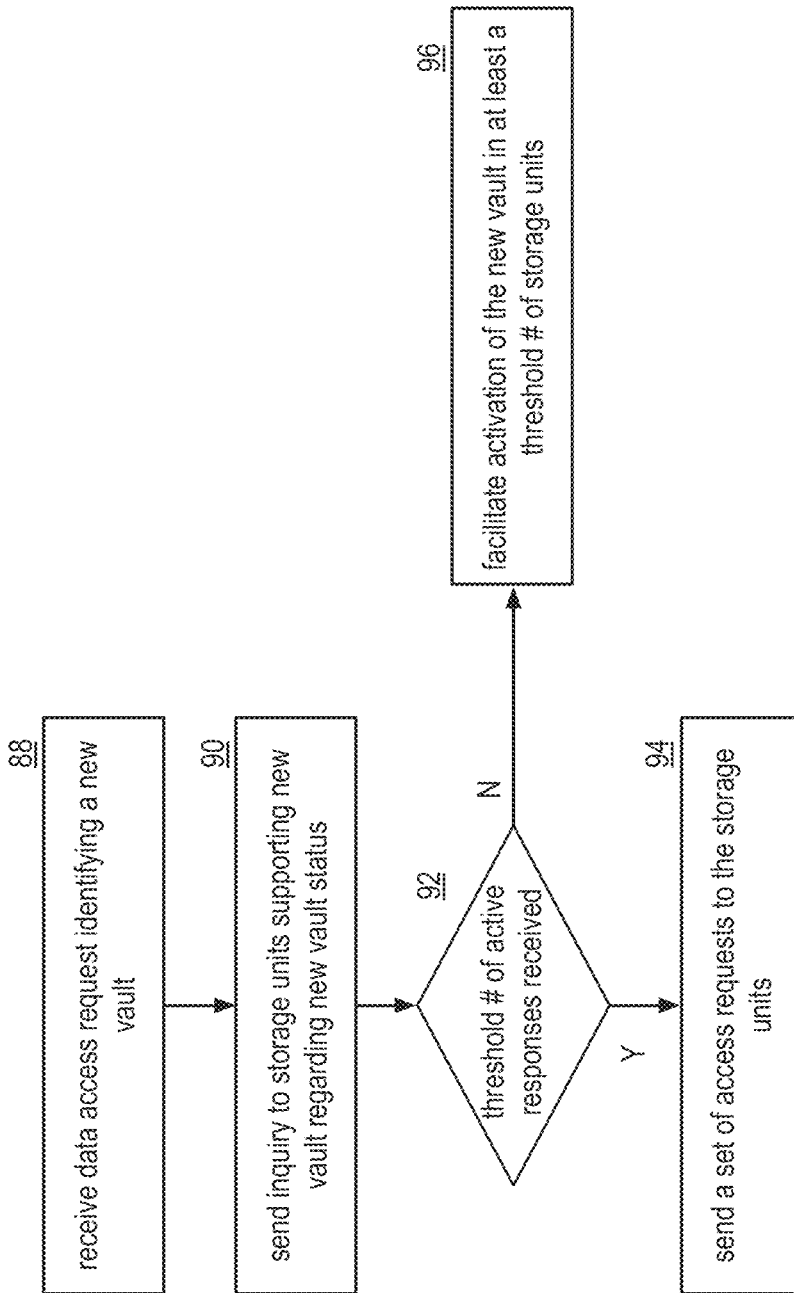 88
receive data access request identifying a new
vault
90
send inquiry to storage units supporting new
vault regarding new vault status
92
threshold # of active
responses received
N
96
facilitate activation of the new vault in at least a
threshold # of storage units
Y
94
send a set of access requests to the storage
units